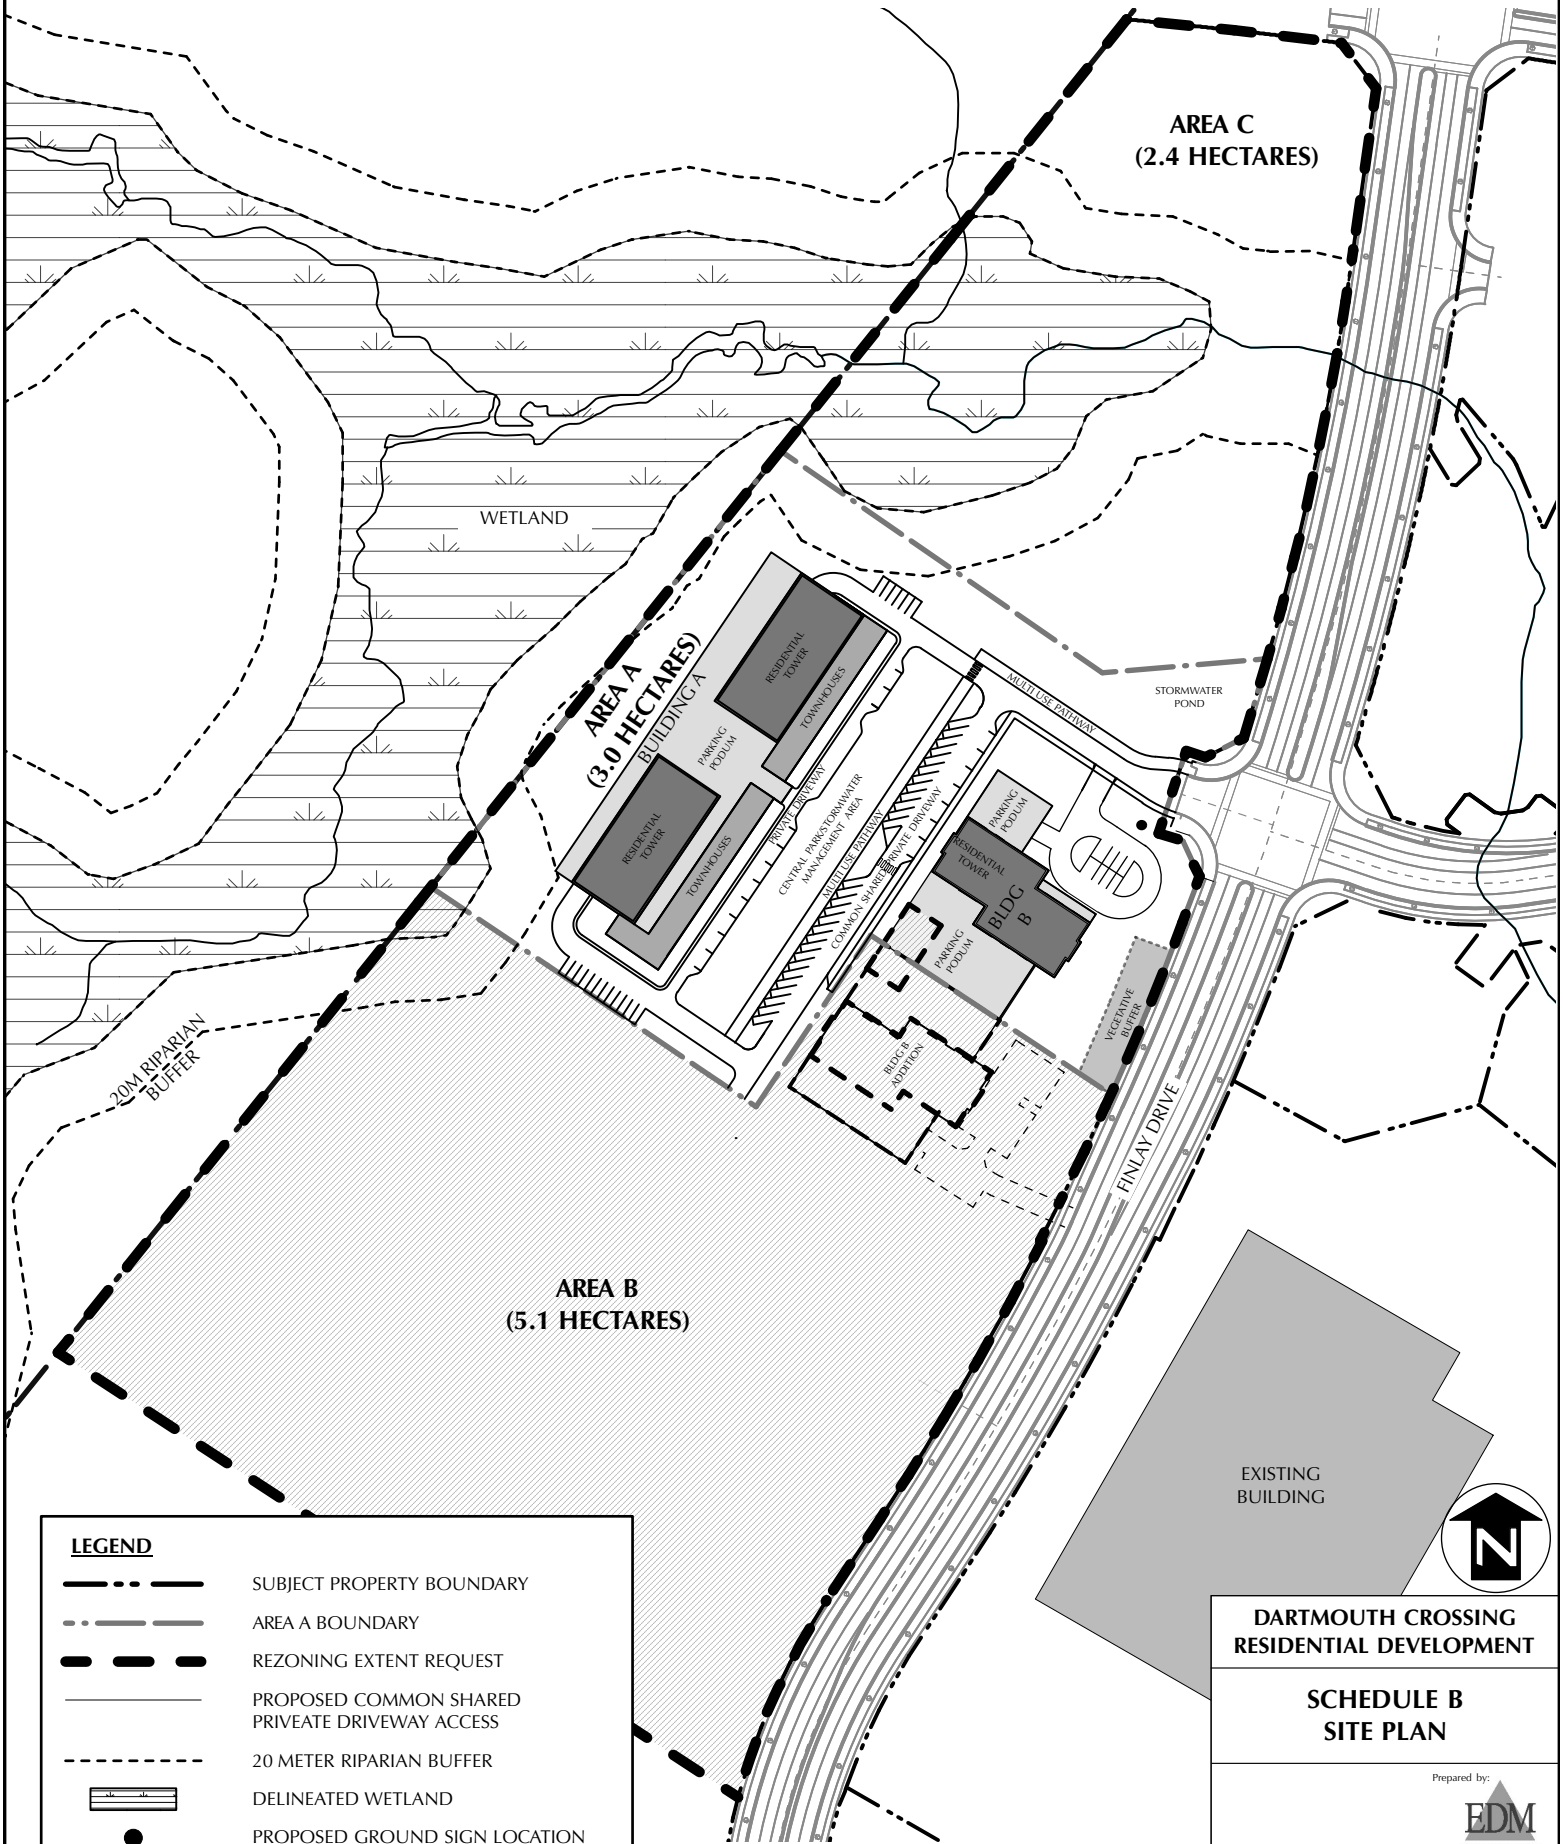 AREA C
(2.4 HECTARES)
WETLAND
AREA A
(3.0 HECTARES)
BUILDING A
RESIDENTIAL
TOWER
TOWNHOUSES
PARKING
PODUM
RESIDENTIAL
TOWER
TOWNHOUSES
PRIVATE DRIVEWAY
CENTRAL PARK/STORMWATER
MANAGEMENT AREA
MULTI USE PATHWAY
COMMON SHARED PRIVATE DRIVEWAY
MULTI USE PATHWAY
STORMWATER
POND
PARKING
PODUM
RESIDENTIAL
TOWER
BLDG
B
PARKING
PODUM
VEGETATIVE
BUFFER
BLDG B
ADDITION
20M RIPARIAN
BUFFER
FINLAY DRIVE
AREA B
(5.1 HECTARES)
EXISTING
BUILDING
N
LEGEND
SUBJECT PROPERTY BOUNDARY
AREA A BOUNDARY
REZONING EXTENT REQUEST
PROPOSED COMMON SHARED
PRIVEATE DRIVEWAY ACCESS
20 METER RIPARIAN BUFFER
DELINEATED WETLAND
PROPOSED GROUND SIGN LOCATION
DARTMOUTH CROSSING
RESIDENTIAL DEVELOPMENT
SCHEDULE B
SITE PLAN
Prepared by:
EDM